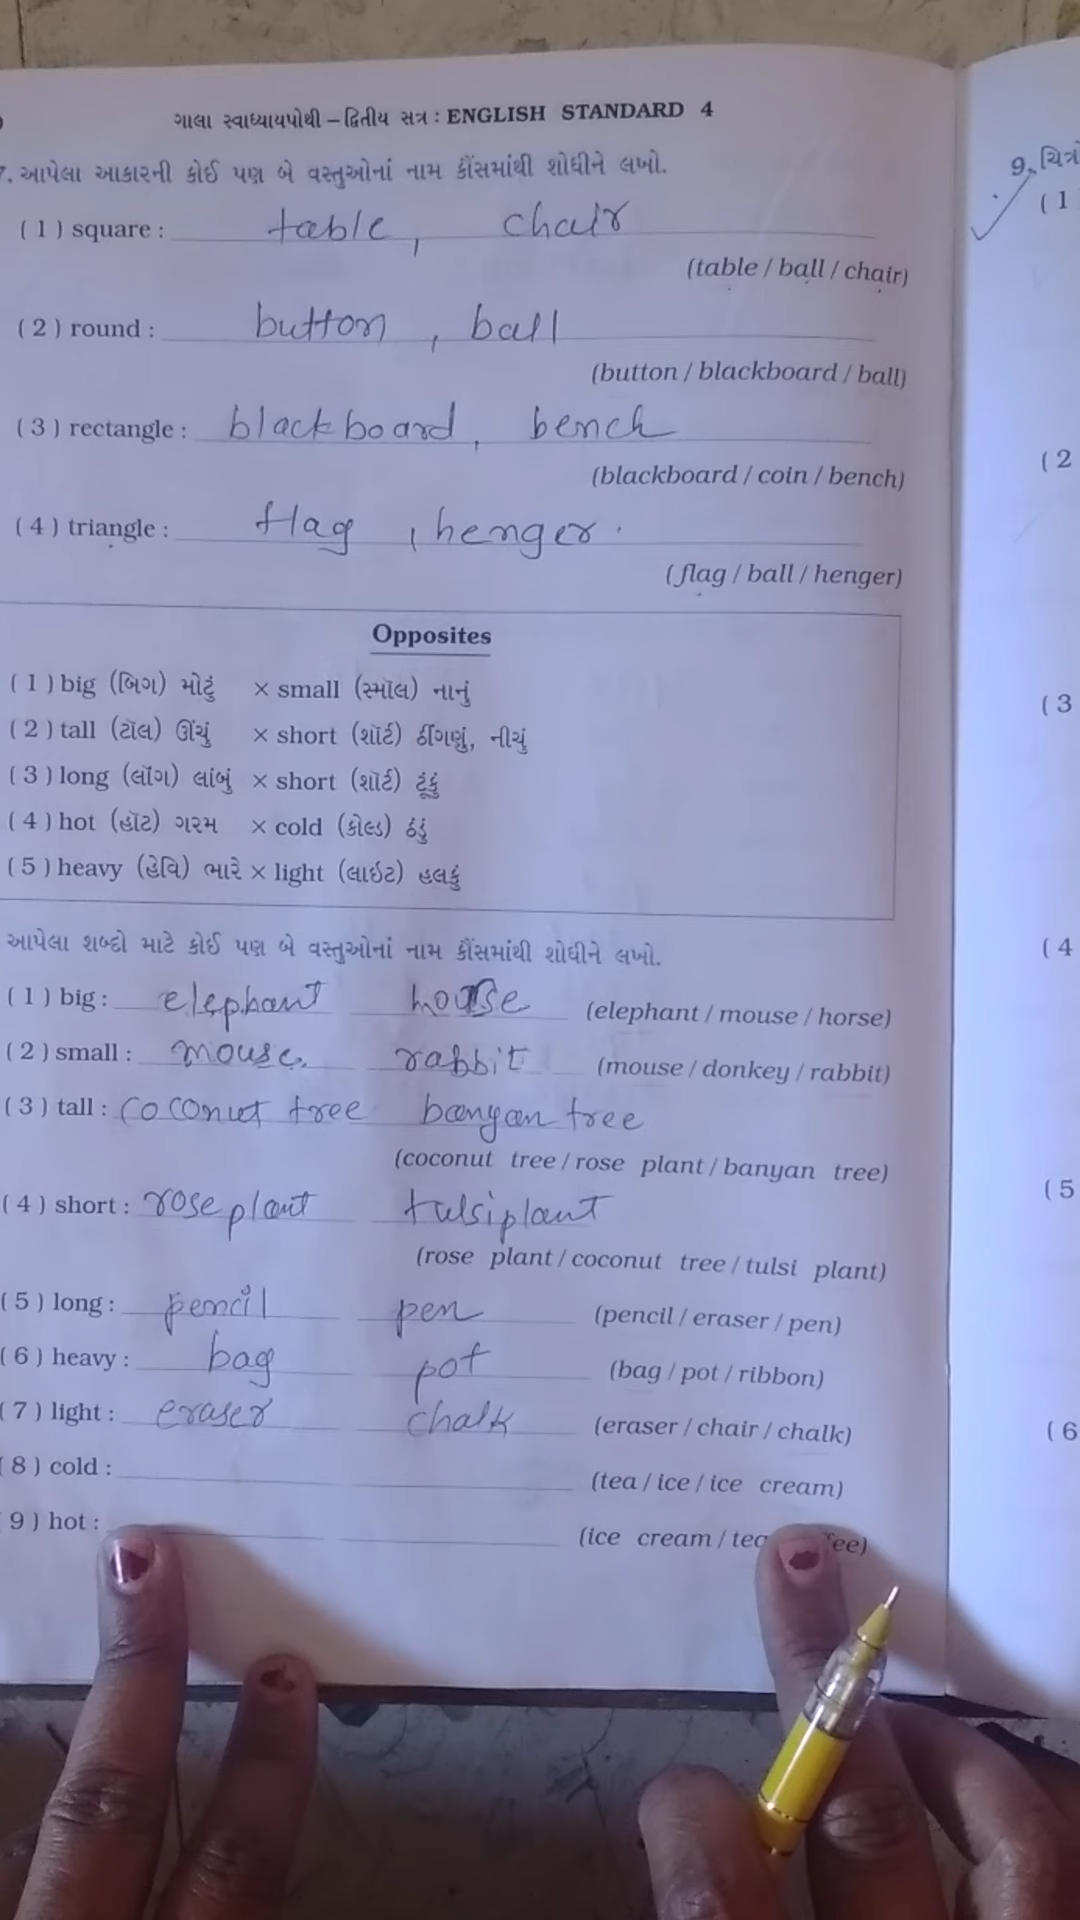 ગાલા સ્વાધ્યાયપોથી – દ્વિતીય સત્ર : ENGLISH STANDARD 4
7. આપેલા આકારની કોઈ પણ બે વસ્તુઓનાં નામ કૌંસમાંથી શોધીને લખો.
( 1 ) square : table , chair
(table / ball / chair)
( 2 ) round : button , ball
(button / blackboard / ball)
( 3 ) rectangle : blackboard , bench
(blackboard / coin / bench)
( 4 ) triangle : flag , henger .
(flag / ball / henger)
Opposites
( 1 ) big (બિગ) મોટું × small (સ્મૉલ) નાનું
( 2 ) tall (ટૉલ) ઊંચું × short (શૉર્ટ) ઠીંગણું, નીચું
( 3 ) long (લૉંગ) લાંબું × short (શૉર્ટ) ટૂંકું
( 4 ) hot (હૉટ) ગરમ × cold (કોલ્ડ) ઠંડું
( 5 ) heavy (હેવિ) ભારે × light (લાઇટ) હલકું
આપેલા શબ્દો માટે કોઈ પણ બે વસ્તુઓનાં નામ કૌંસમાંથી શોધીને લખો.
( 1 ) big : elephant horse (elephant / mouse / horse)
( 2 ) small : mouse. rabbit (mouse / donkey / rabbit)
( 3 ) tall : coconut tree banyan tree
(coconut tree / rose plant / banyan tree)
( 4 ) short : rose plant tulsi plant
(rose plant / coconut tree / tulsi plant)
( 5 ) long : pencil pen (pencil / eraser / pen)
( 6 ) heavy : bag pot (bag / pot / ribbon)
( 7 ) light : eraser chalk (eraser / chair / chalk)
8 ) cold : (tea / ice / ice cream)
9 ) hot : (ice cream / tea
9. ચિત્રો
( 1
( 2
( 3
( 4
( 5
( 6